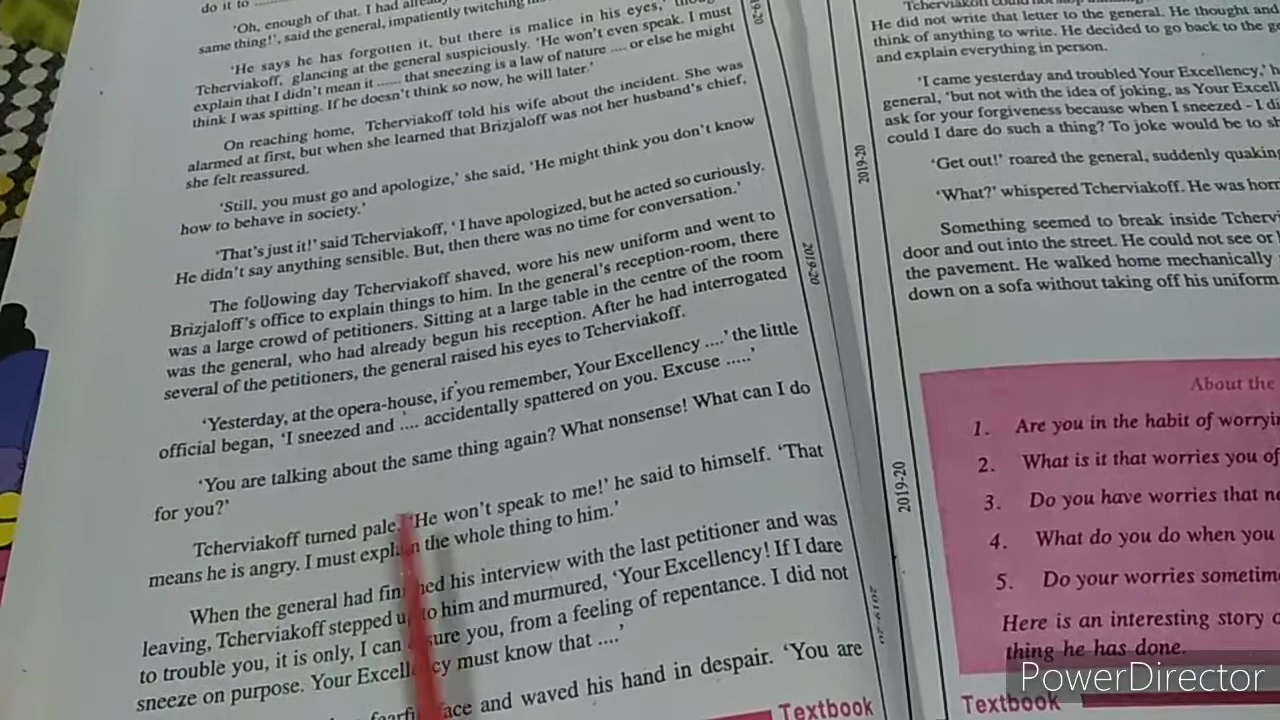 do it to
'Oh, enough of that. I had
same thing!', said the general, impatiently twitching
'He says he has forgotten it, but there is malice in his eyes,'
Tcherviakoff, glancing at the general suspiciously. 'He won't even speak. I must
explain that I didn't mean it ...... that sneezing is a law of nature .... or else he might
think I was spitting. If he doesn't think so now, he will later.'
On reaching home, Tcherviakoff told his wife about the incident. She was
alarmed at first, but when she learned that Brizjaloff was not her husband's chief,
she felt reassured.
'Still, you must go and apologize,' she said, 'He might think you don't know
how to behave in society.'
'That's just it!' said Tcherviakoff, ' I have apologized, but he acted so curiously.
He didn't say anything sensible. But, then there was no time for conversation.'
The following day Tcherviakoff shaved, wore his new uniform and went to
Brizjaloff's office to explain things to him. In the general's reception-room, there
was a large crowd of petitioners. Sitting at a large table in the centre of the room
was the general, who had already begun his reception. After he had interrogated
several of the petitioners, the general raised his eyes to Tcherviakoff.
'Yesterday, at the opera-house, if you remember, Your Excellency ....' the little
official began, 'I sneezed and .... accidentally spattered on you. Excuse .....'
'You are talking about the same thing again? What nonsense! What can I do
for you?'
Tcherviakoff turned pale. 'He won't speak to me!' he said to himself. 'That
means he is angry. I must explain the whole thing to him.'
When the general had finished his interview with the last petitioner and was
leaving, Tcherviakoff stepped up to him and murmured, 'Your Excellency! If I dare
to trouble you, it is only, I can assure you, from a feeling of repentance. I did not
sneeze on purpose. Your Excellency must know that ....'
face and waved his hand in despair. 'You are
Textbook
2019-20
Tcherviakoff could not stop
He did not write that letter to the general. He thought and
think of anything to write. He decided to go back to the
and explain everything in person.
'I came yesterday and troubled Your Excellency,'
general, 'but not with the idea of joking, as Your
ask for your forgiveness because when I sneezed - I
could I dare do such a thing? To joke would be to
'Get out!' roared the general, suddenly quaking
'What?' whispered Tcherviakoff. He was
Something seemed to break inside
door and out into the street. He could not see or
the pavement. He walked home mechanically
down on a sofa without taking off his uniform
2019-20
2019-20
About the
1. Are you in the habit of
2. What is it that worries you
3. Do you have worries that
4. What do you do when you
5. Do your worries
Here is an interesting story
thing he has done.
Textbook
PowerDirector